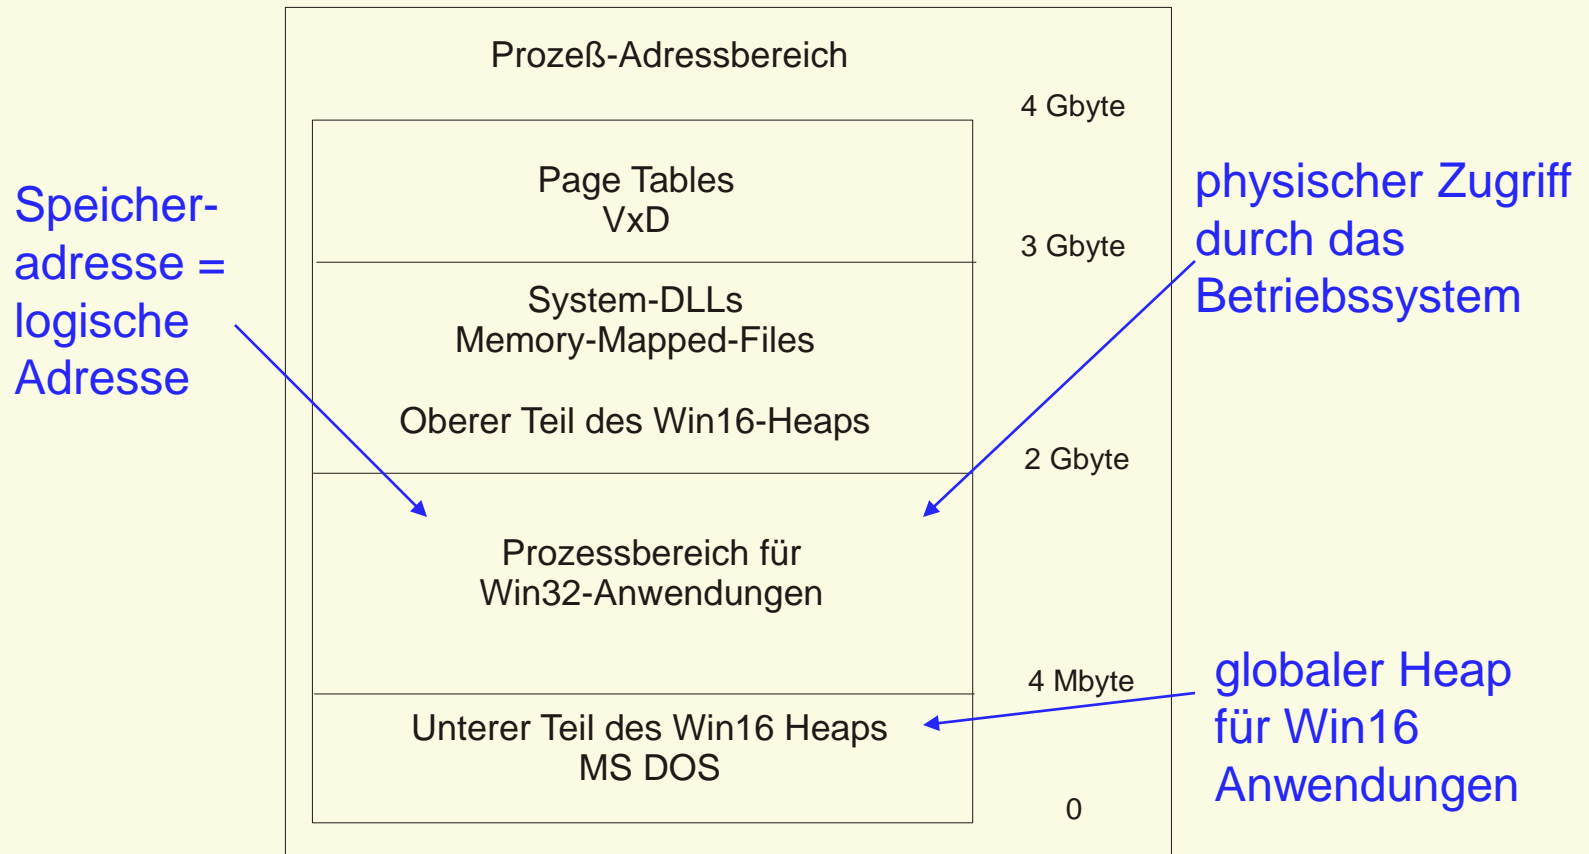 Prozeß-Adressbereich
4 Gbyte
Page Tables
VxD
3 Gbyte
System-DLLs
Memory-Mapped-Files
Oberer Teil des Win16-Heaps
2 Gbyte
Prozessbereich für
Win32-Anwendungen
4 Mbyte
Unterer Teil des Win16 Heaps
MS DOS
0
Speicher-
adresse =
logische
Adresse
physischer Zugriff
durch das
Betriebssystem
globaler Heap
für Win16
Anwendungen